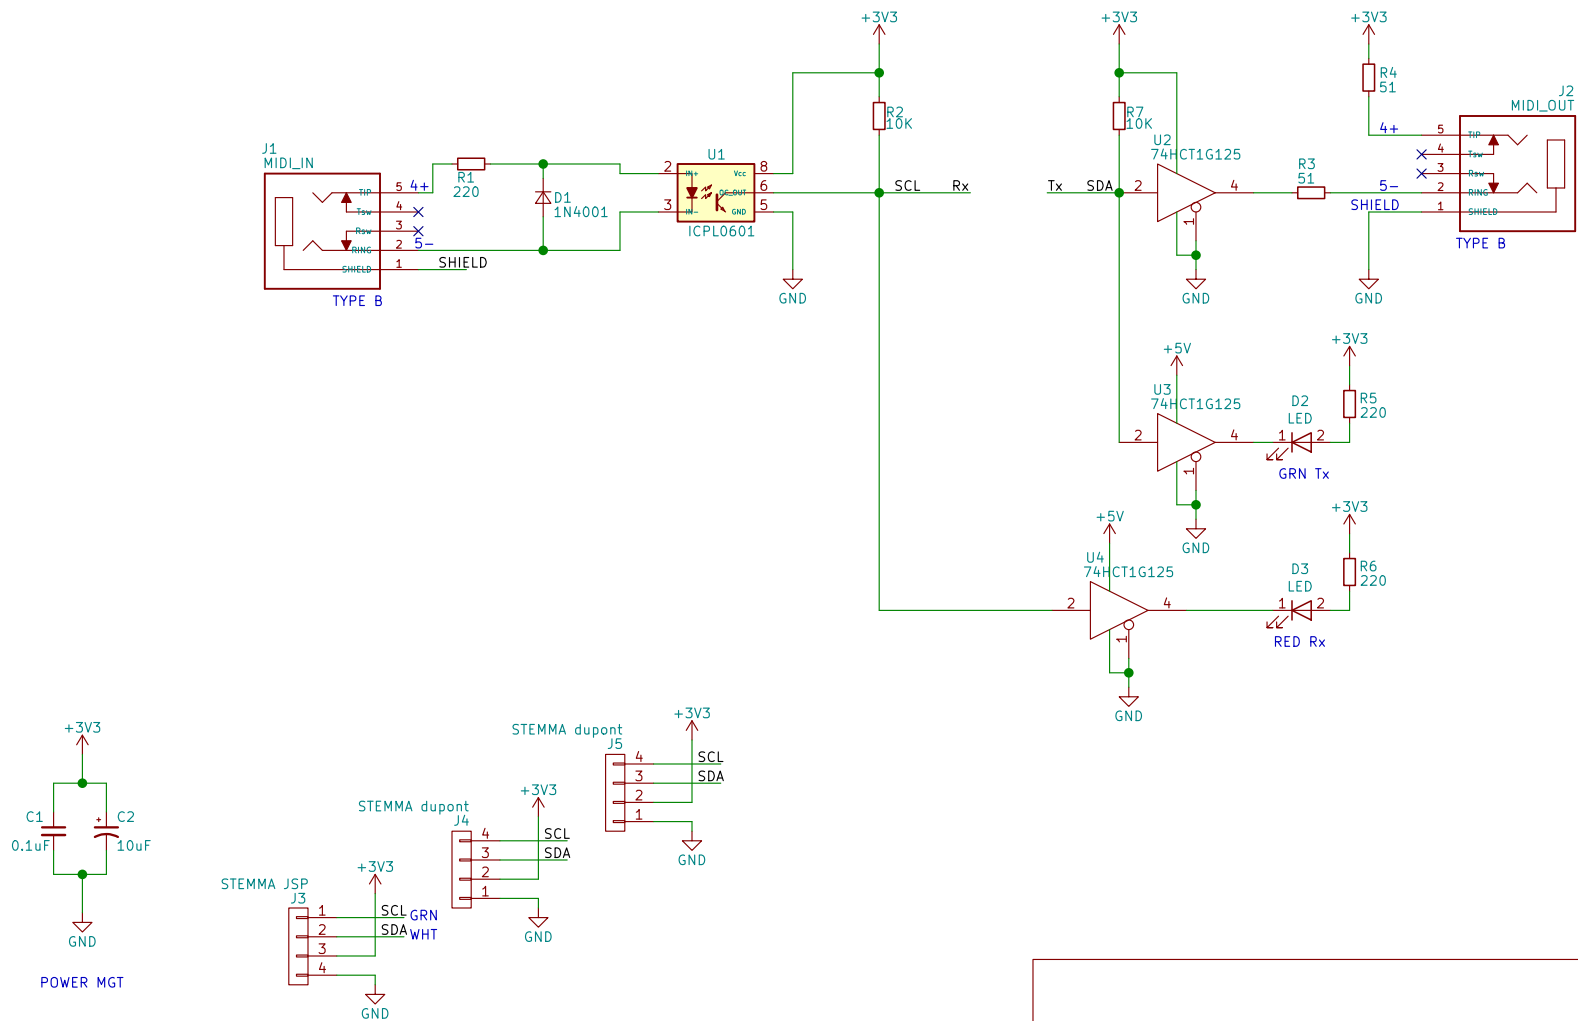 +3V3
R2
10K
J1
MIDI_IN
TIP
Tsw
Rsw
RING
SHIELD
5
4
3
2
1
4+
5-
SHIELD
TYPE B
R1
220
D1
1N4001
U1
2
3
IN+
IN-
Vcc
OC_OUT
GND
8
6
5
ICPL0601
GND
SCL
Rx
+3V3
R7
10K
Tx
SDA
U2
74HCT1G125
2
4
1
GND
R3
51
+3V3
R4
51
J2
MIDI_OUT
4+
5-
SHIELD
5
4
3
2
1
TIP
Tsw
Rsw
RING
SHIELD
TYPE B
GND
+5V
U3
74HCT1G125
2
4
1
GND
D2
LED
1
2
GRN Tx
+3V3
R5
220
+5V
U4
74HCT1G125
2
4
1
GND
D3
LED
1
2
RED Rx
+3V3
R6
220
+3V3
C1
0.1uF
C2
10uF
GND
POWER MGT
STEMMA JSP
J3
1
2
3
4
+3V3
SCL
GRN
SDA
WHT
GND
STEMMA dupont
J4
4
3
2
1
+3V3
SCL
SDA
GND
STEMMA dupont
J5
4
3
2
1
+3V3
SCL
SDA
GND